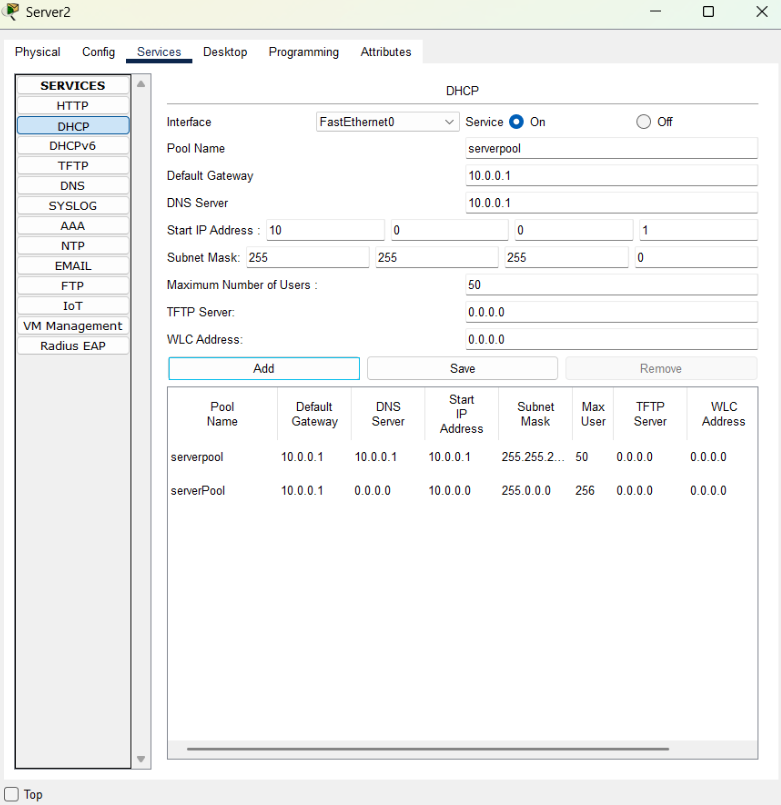 Server2
Physical Config Services Desktop Programming Attributes
SERVICES
HTTP
DHCP
DHCPv6
TFTP
DNS
SYSLOG
AAA
NTP
EMAIL
FTP
IoT
VM Management
Radius EAP
DHCP
Interface FastEthernet0 Service On Off
Pool Name serverpool
Default Gateway 10.0.0.1
DNS Server 10.0.0.1
Start IP Address : 10 0 0 1
Subnet Mask: 255 255 255 0
Maximum Number of Users : 50
TFTP Server: 0.0.0.0
WLC Address: 0.0.0.0
Add Save Remove
Pool Name Default Gateway DNS Server Start IP Address Subnet Mask Max User TFTP Server WLC Address
serverpool 10.0.0.1 10.0.0.1 10.0.0.1 255.255.2... 50 0.0.0.0 0.0.0.0
serverPool 10.0.0.1 0.0.0.0 10.0.0.0 255.0.0.0 256 0.0.0.0 0.0.0.0
Top